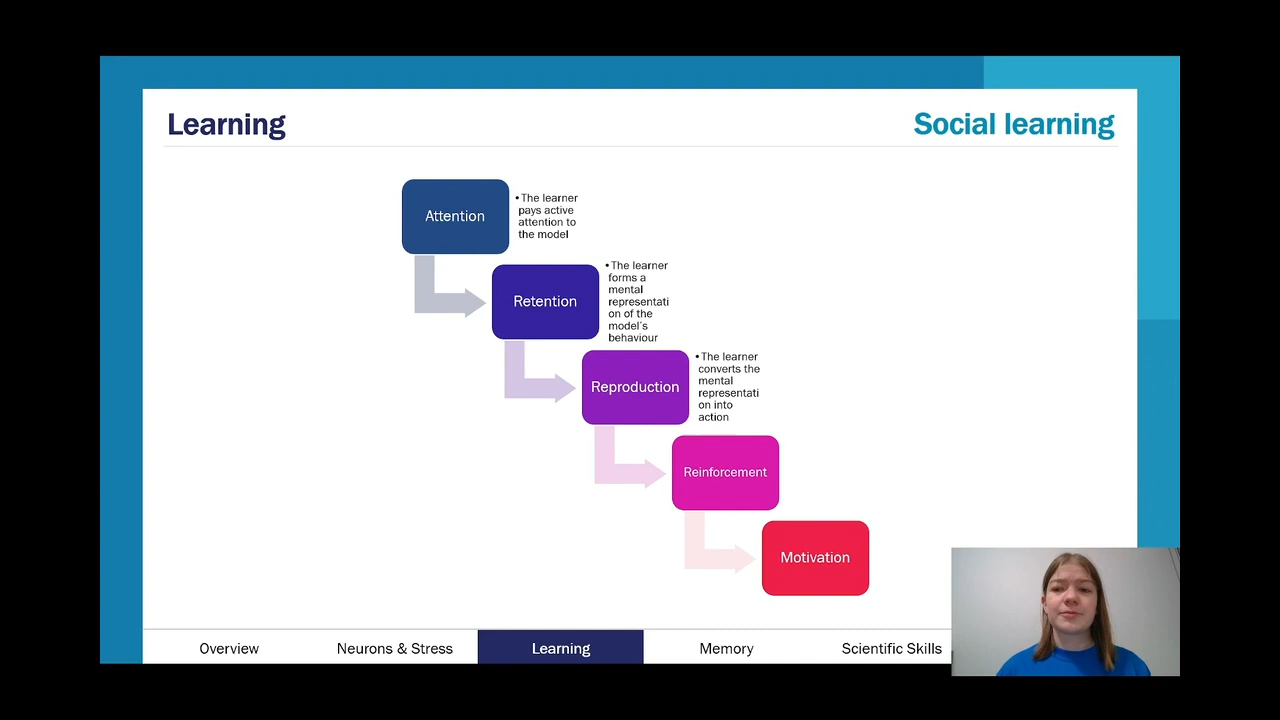 Learning
Social learning
Attention
•The learner
pays active
attention to
the model
Retention
•The learner
forms a
mental
representati
on of the
model's
behaviour
Reproduction
•The learner
converts the
mental
representati
on into
action
Reinforcement
Motivation
Overview
Neurons & Stress
Learning
Memory
Scientific Skills